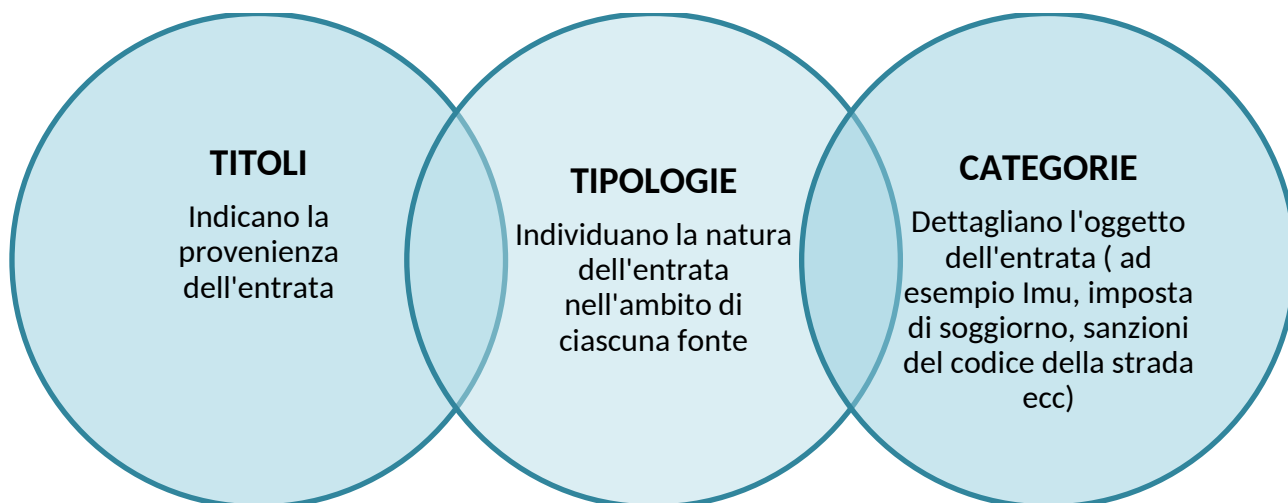 TITOLI
Indicano la
provenienza
dell'entrata
TIPOLOGIE
Individuano la natura
dell'entrata
nell'ambito di
ciascuna fonte
CATEGORIE
Dettagliano l'oggetto
dell'entrata ( ad
esempio Imu, imposta
di soggiorno, sanzioni
del codice della strada
ecc)